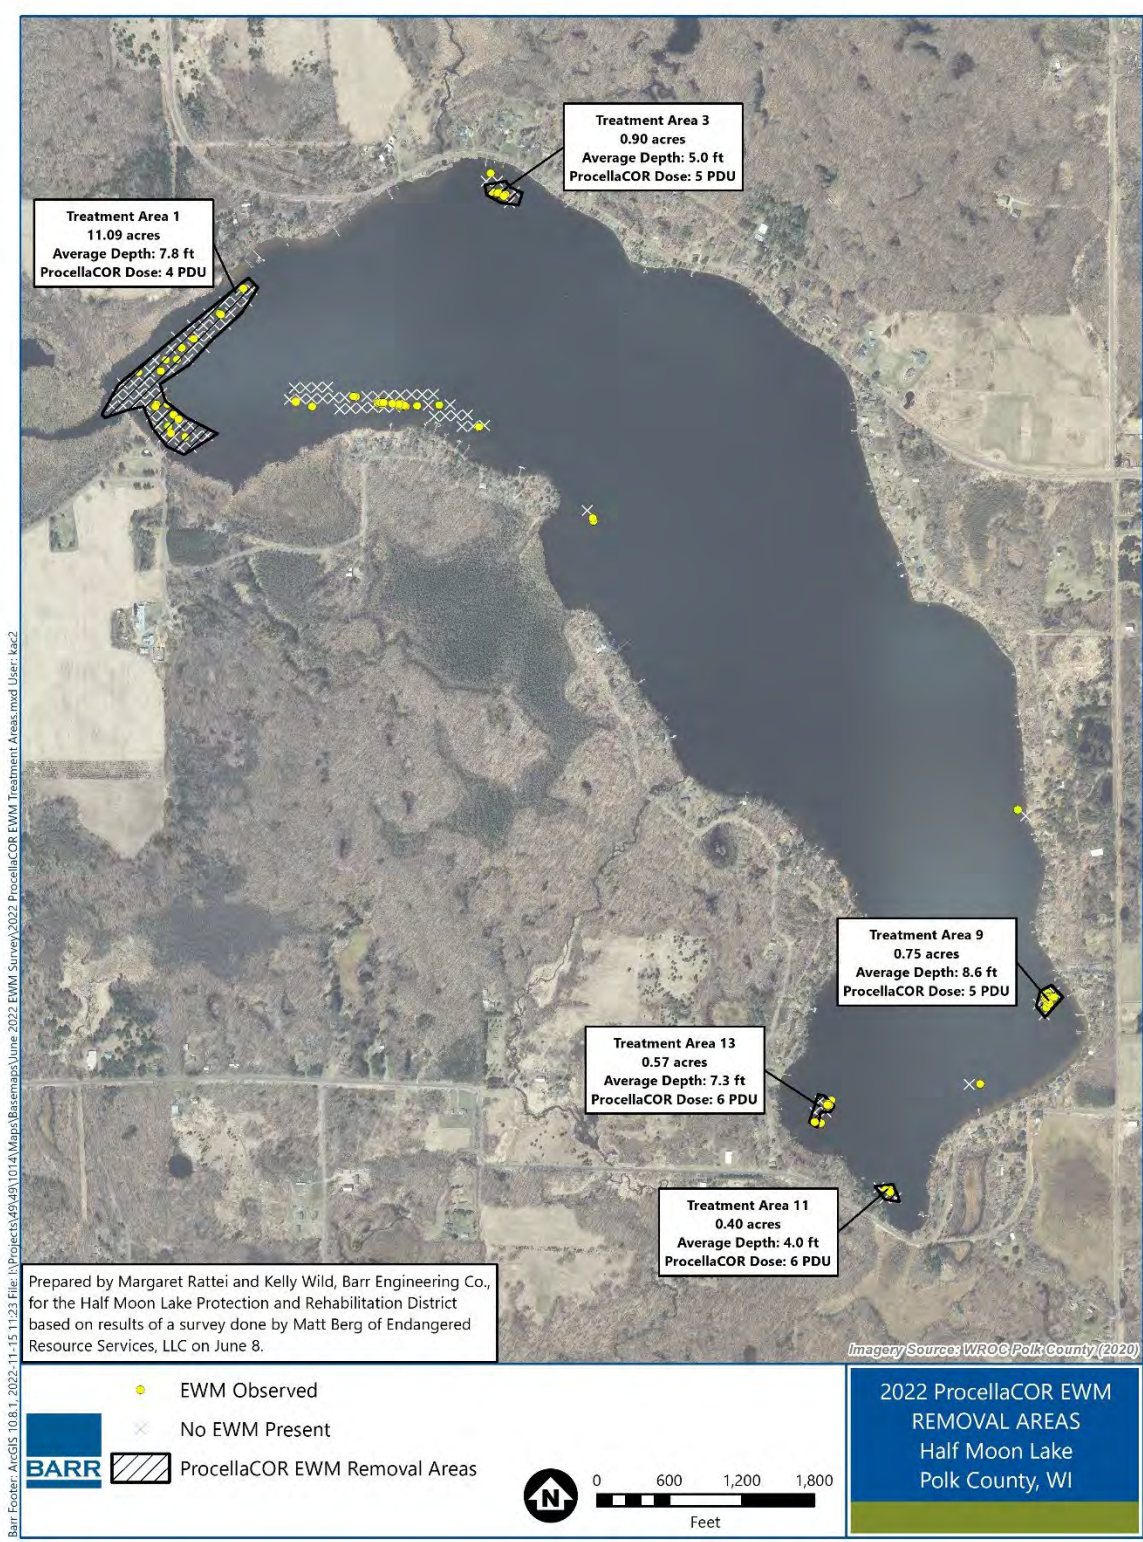 Treatment Area 3
0.90 acres
Average Depth: 5.0 ft
ProcellaCOR Dose: 5 PDU
Treatment Area 1
11.09 acres
Average Depth: 7.8 ft
ProcellaCOR Dose: 4 PDU
Treatment Area 9
0.75 acres
Average Depth: 8.6 ft
ProcellaCOR Dose: 5 PDU
Treatment Area 13
0.57 acres
Average Depth: 7.3 ft
ProcellaCOR Dose: 6 PDU
Treatment Area 11
0.40 acres
Average Depth: 4.0 ft
ProcellaCOR Dose: 6 PDU
Barr Footer: ArcGIS 10.8.1, 2022-11-15 11:23 File: I:\Projects\49\49\1014\Maps\Basemaps\June 2022 EWM Survey\2022 ProcellaCOR EWM Treatment Areas.mxd User: kac2
Prepared by Margaret Rattei and Kelly Wild, Barr Engineering Co.,
for the Half Moon Lake Protection and Rehabilitation District
based on results of a survey done by Matt Berg of Endangered
Resource Services, LLC on June 8.
Imagery Source: WROC Polk County (2020)
EWM Observed
No EWM Present
ProcellaCOR EWM Removal Areas
BARR
N
0 600 1,200 1,800
Feet
2022 ProcellaCOR EWM
REMOVAL AREAS
Half Moon Lake
Polk County, WI